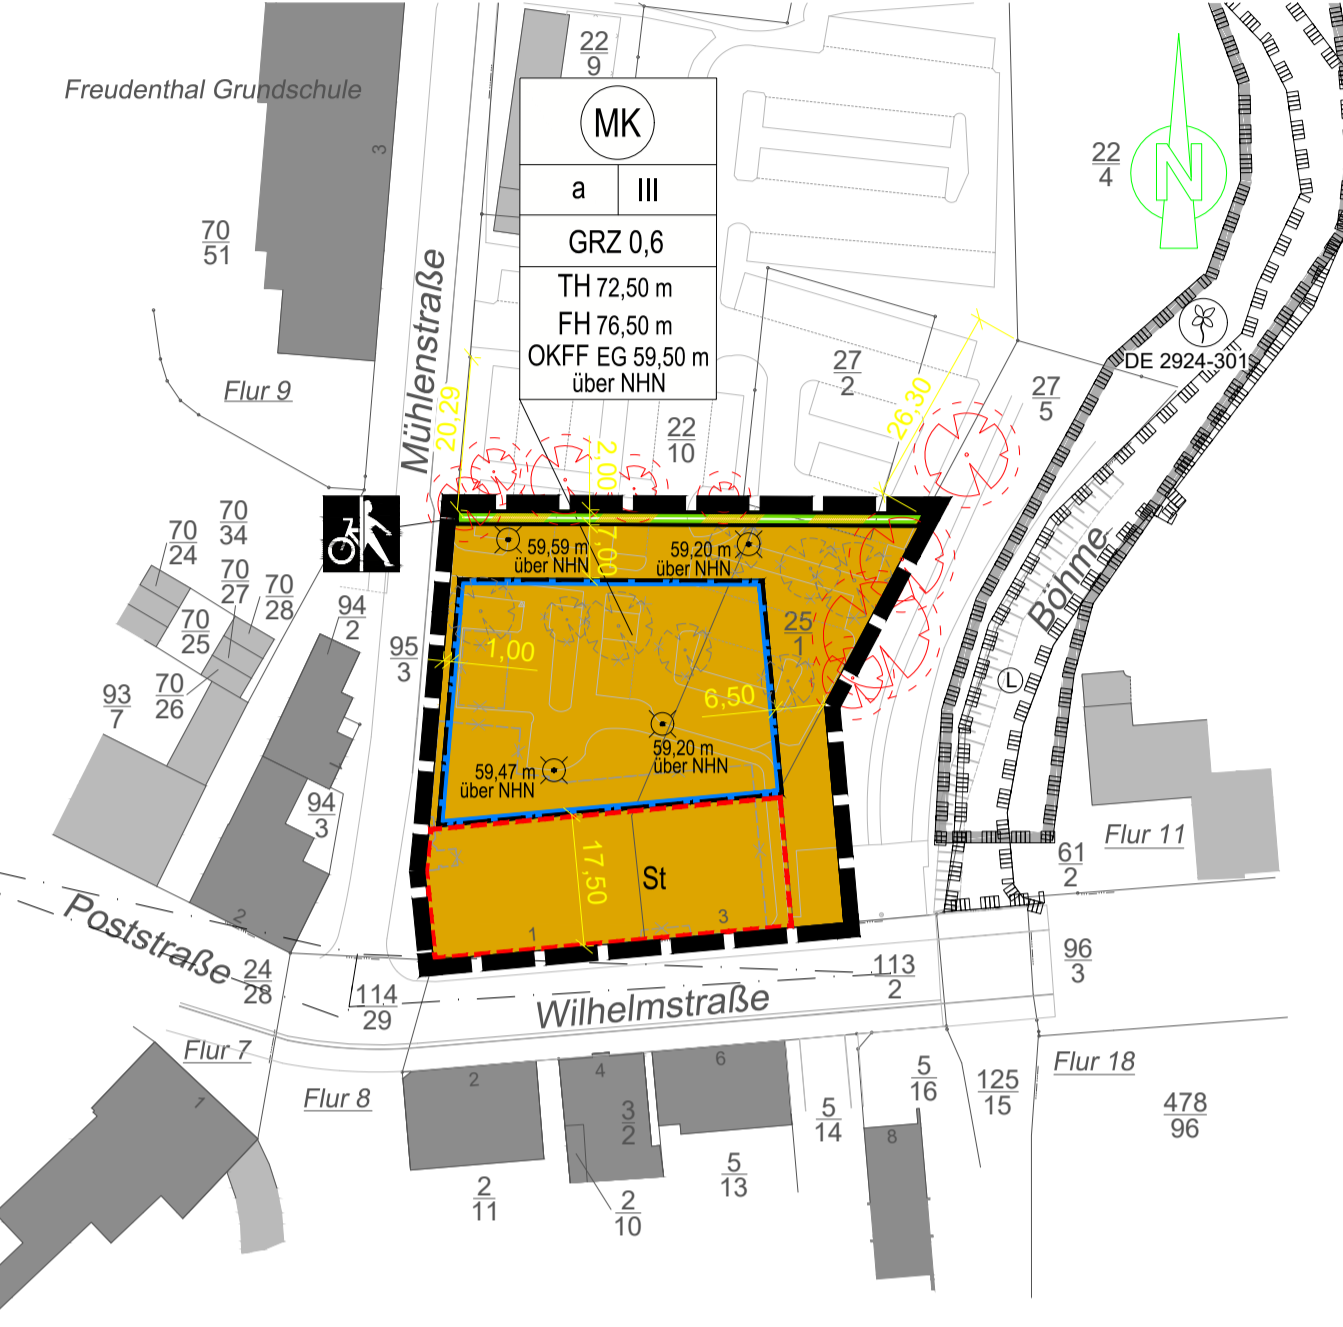 22
9
Freudenthal Grundschule
3
MK
22
4
N
a III
70
51
GRZ 0,6
TH 72,50 m
FH 76,50 m
OKFF EG 59,50 m
über NHN
Mühlenstraße
DE 2924-301
27
2
27
5
Flur 9
20,29
26,30
22
10
2,00
70
34
70
24
59,59 m
über NHN
7,00
59,20 m
über NHN
Böhme
70
27
70
28
94
2
70
25
25
1
95
3
1,00
L
93
7
70
26
6,50
59,20 m
über NHN
59,47 m
über NHN
94
3
Flur 11
61
2
17,50
St
Poststraße
2
1
3
24
28
114
29
Wilhelmstraße
113
2
96
3
Flur 7
Flur 8
1
2
4
6
3
2
5
14
5
16
125
15
Flur 18
478
96
8
2
11
2
10
5
13